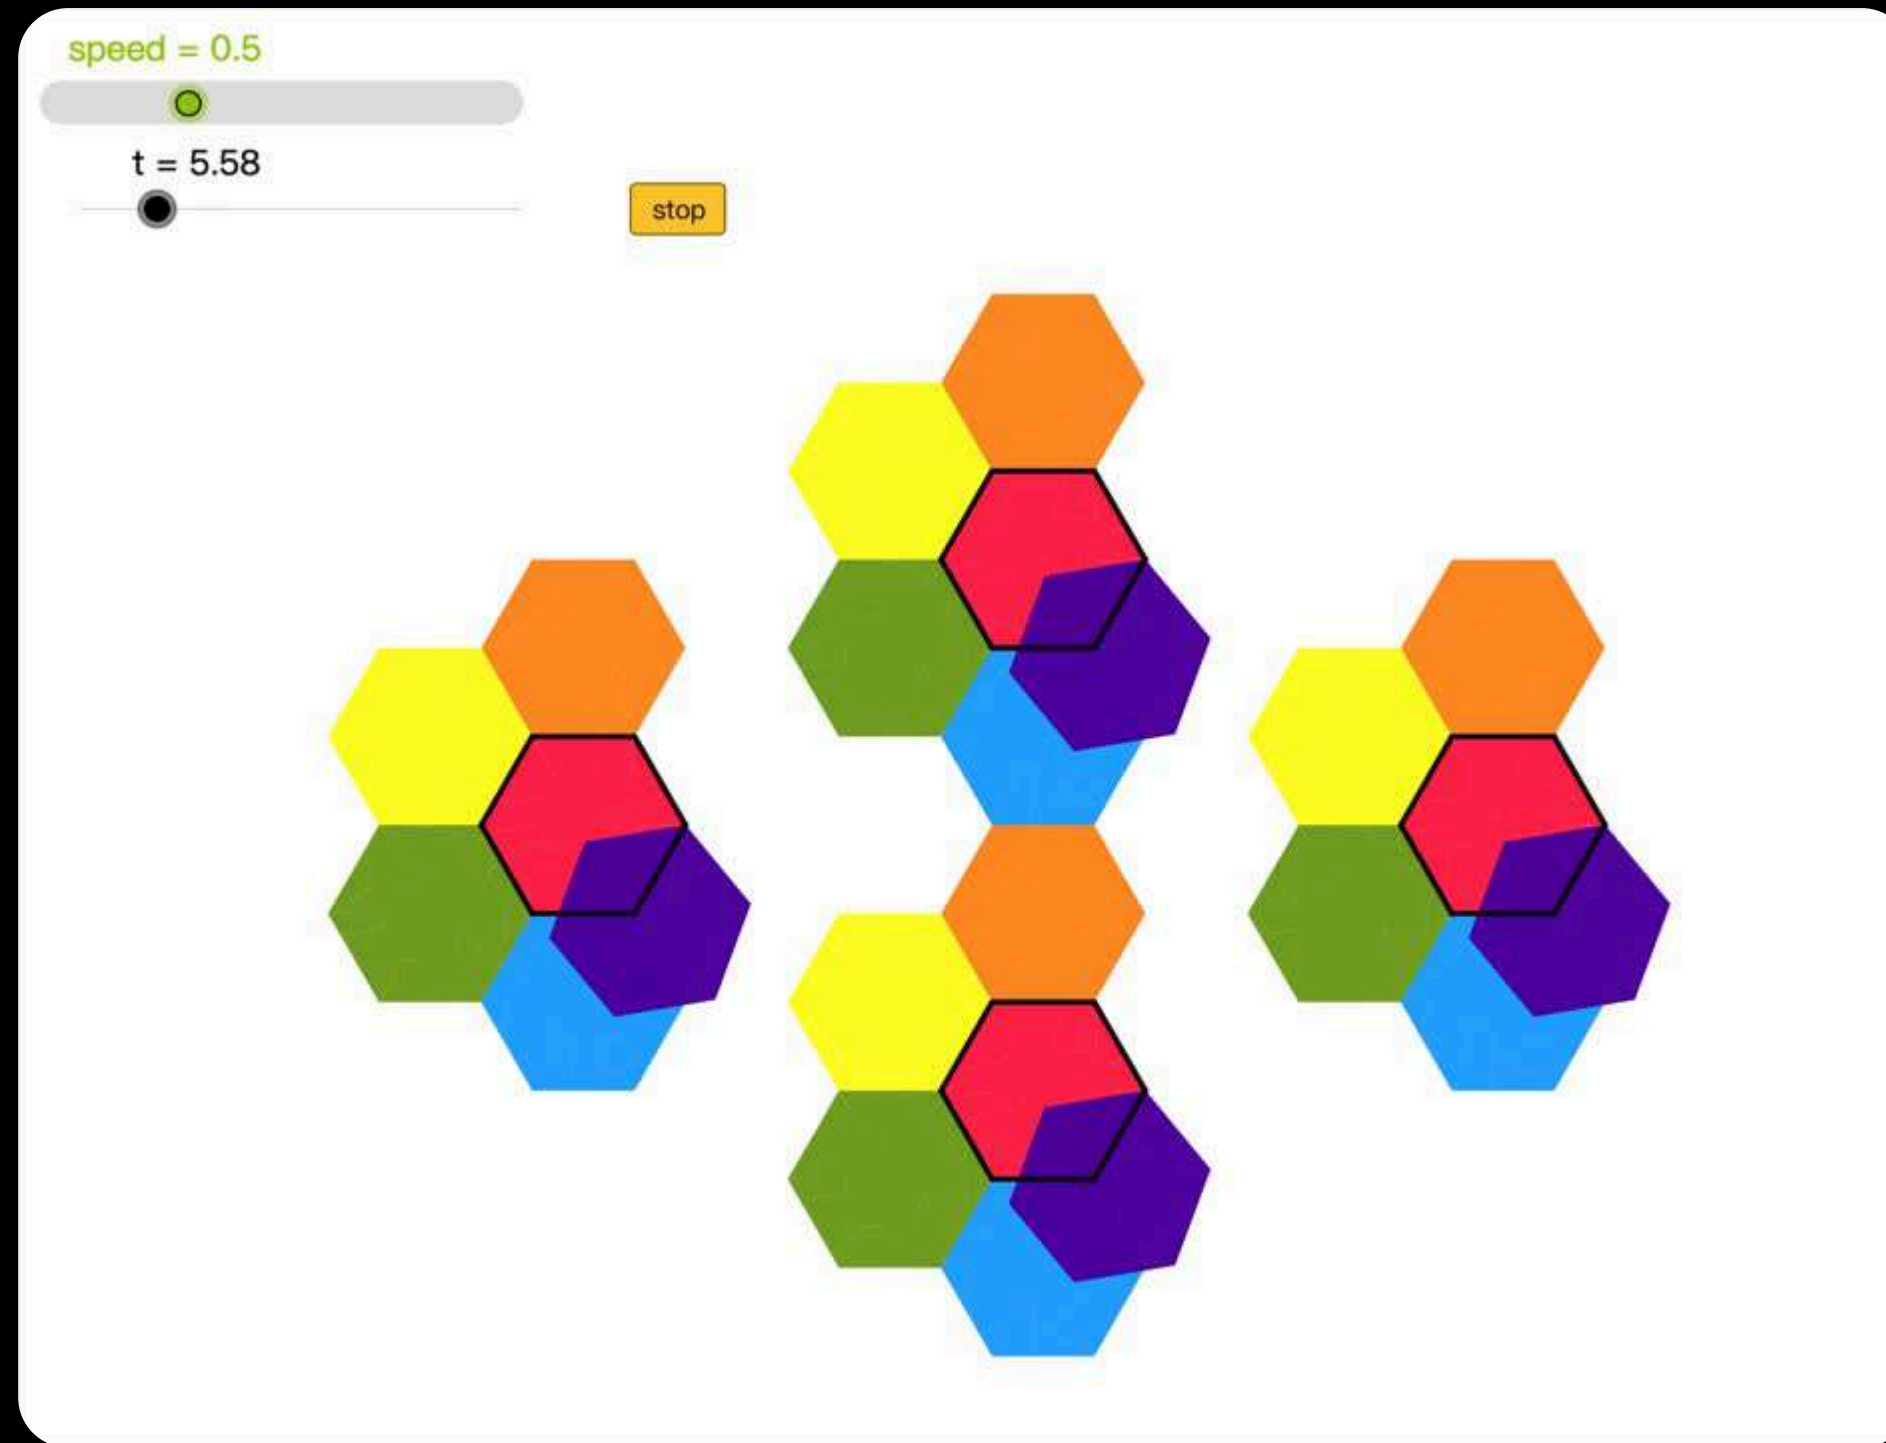 speed = 0.5
t = 5.58
stop